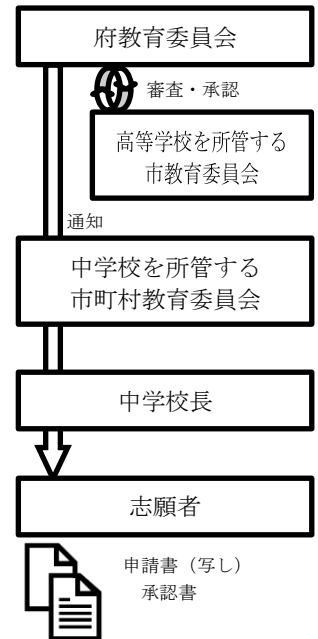 府教育委員会
審査・承認
高等学校を所管する
市教育委員会
通知
中学校を所管する
市町村教育委員会
中学校長
志願者
申請書（写し）
承認書